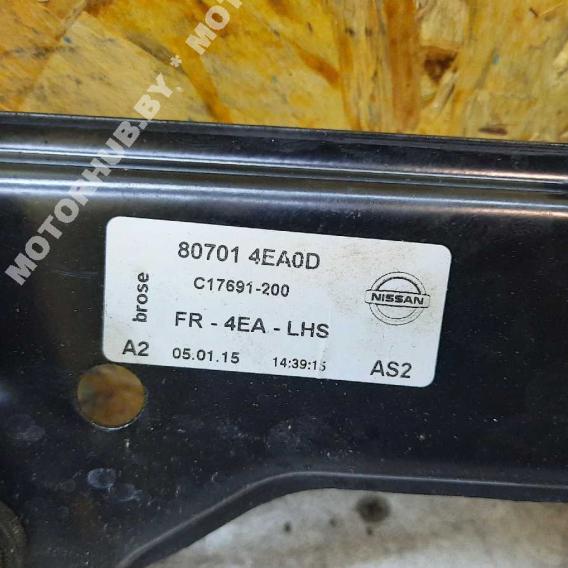 MOTORHUB.BY * MOT
80701 4EA0D
C17691-200
brose
NISSAN
FR - 4EA - LHS
A2 05.01.15 14:39:15 AS2